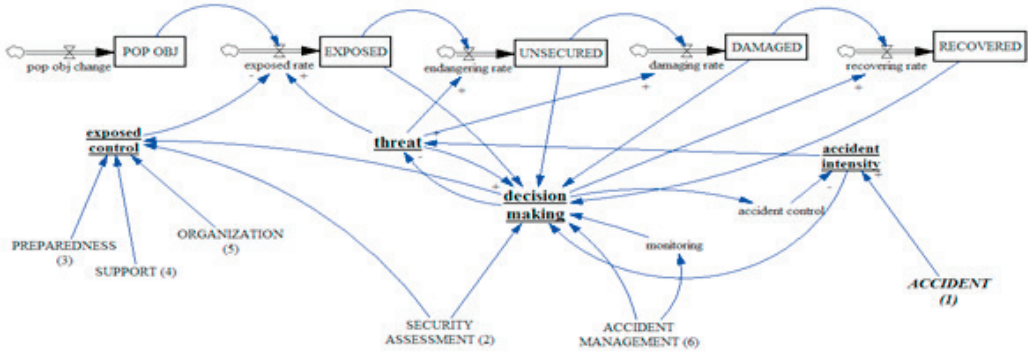 POP OBJ
EXPOSED
UNSECURED
DAMAGED
RECOVERED
pop obj change
exposed rate
endangering rate
damaging rate
recovering rate
-
+
+
+
+
exposed
control
threat
-
+
accident
intensity
-
+
decision
making
accident control
monitoring
PREPAREDNESS
(3)
ORGANIZATION
(5)
SUPPORT (4)
SECURITY
ASSESSMENT (2)
ACCIDENT
MANAGEMENT (6)
ACCIDENT
(1)